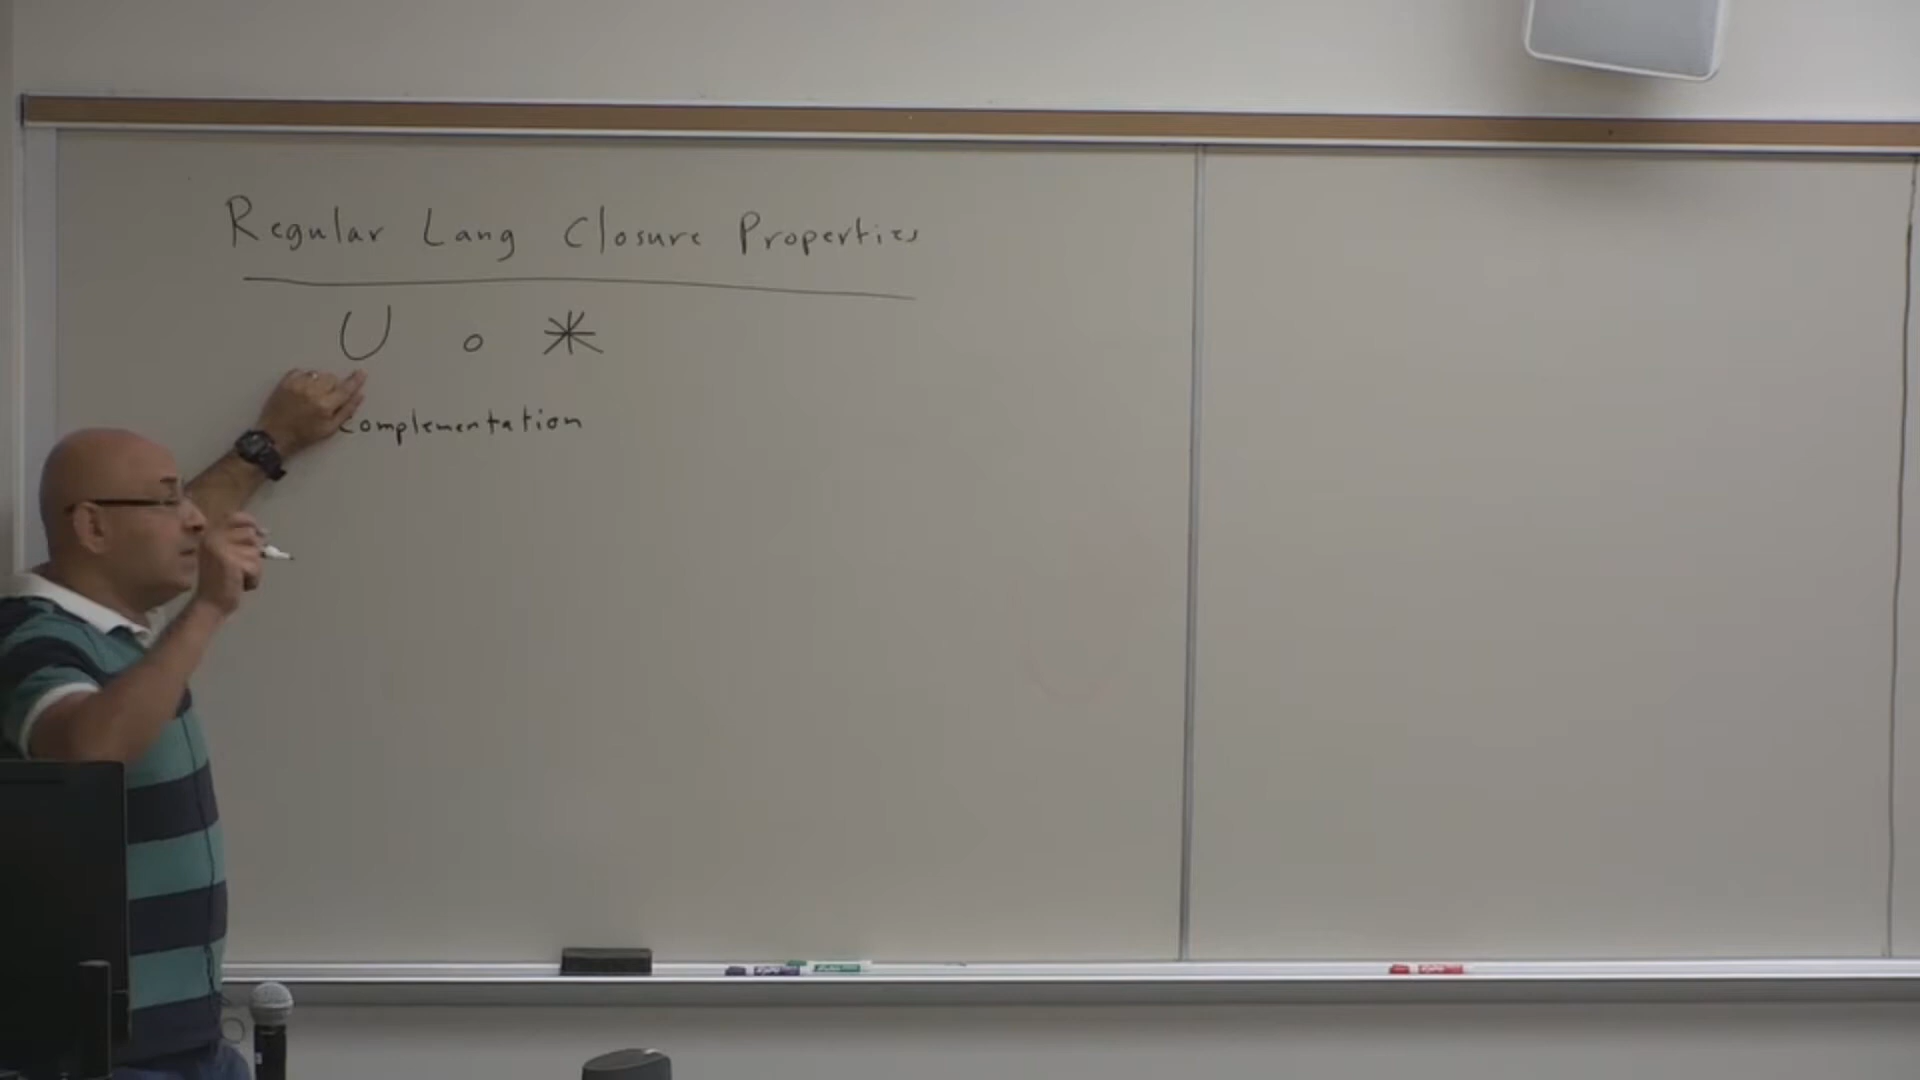 Regular Lang Closure Properties
∪ ∘ *
Complementation